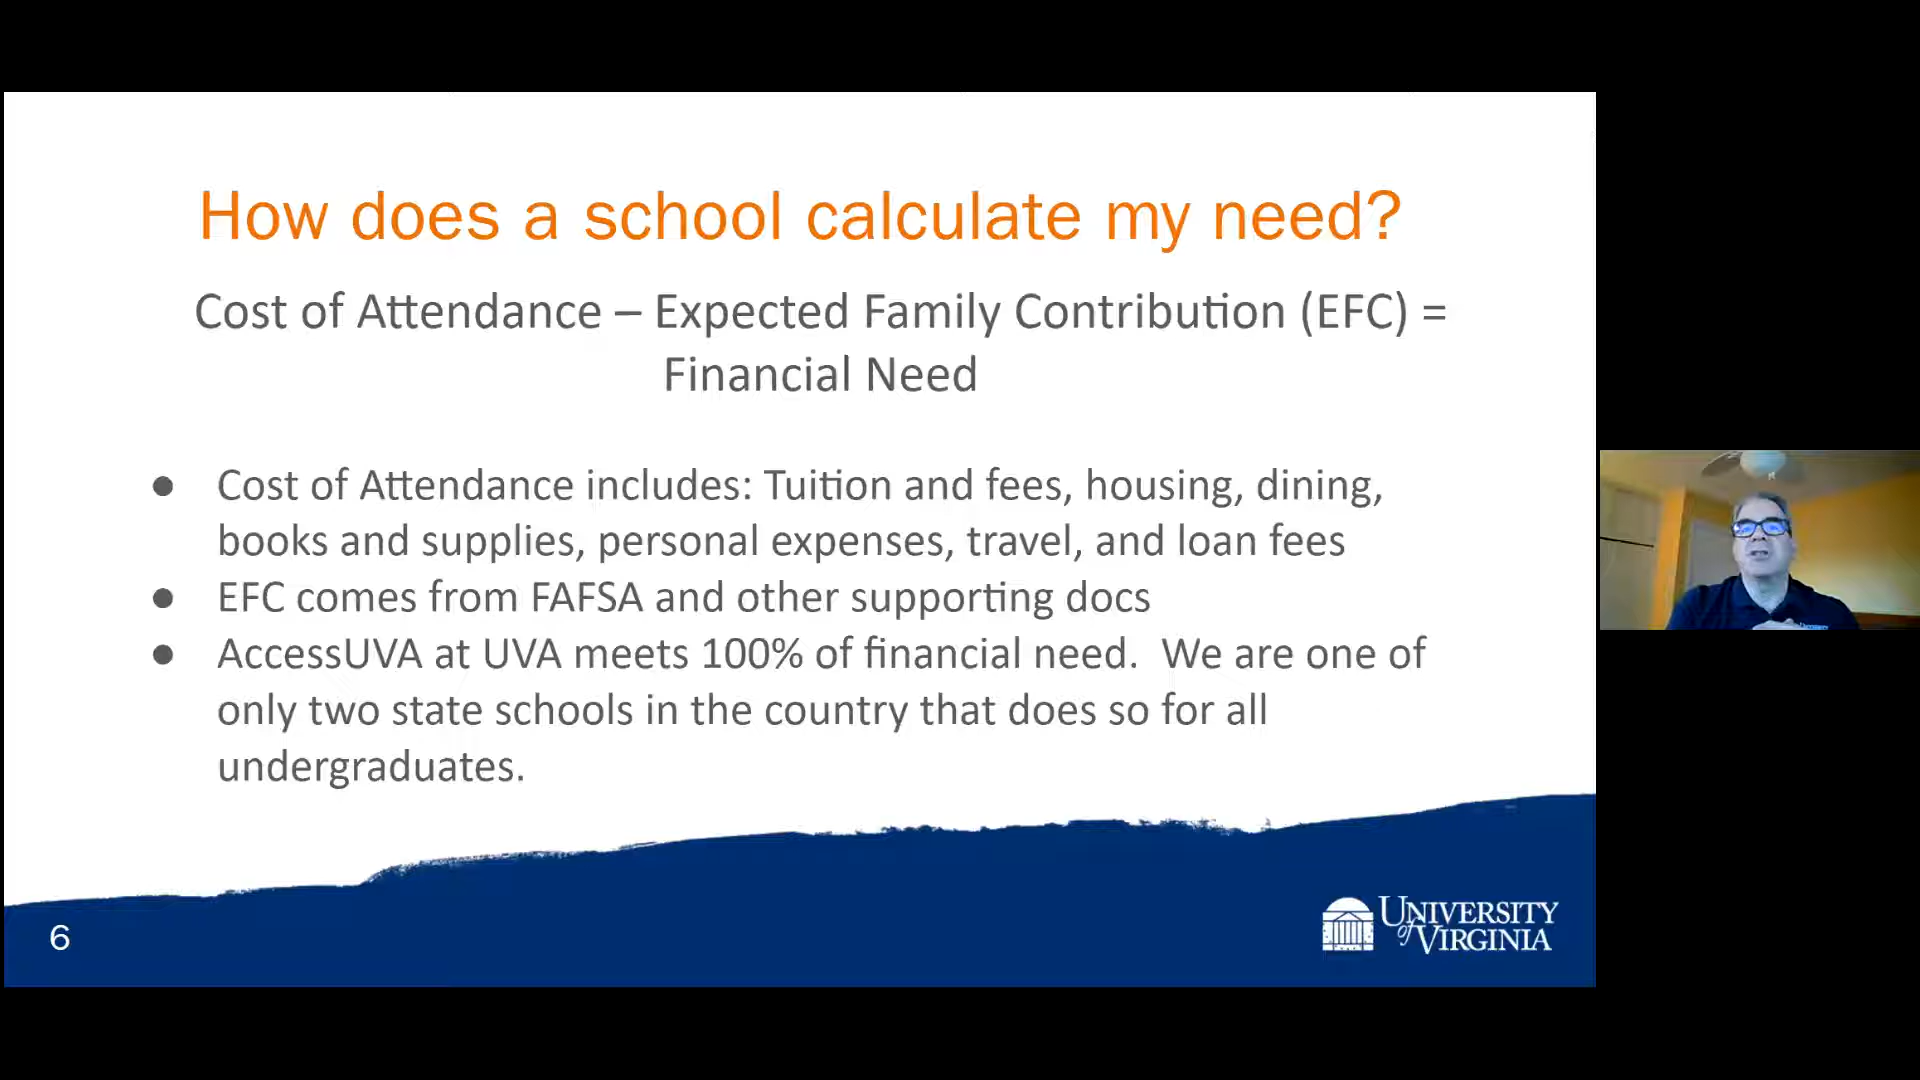 How does a school calculate my need?
Cost of Attendance – Expected Family Contribution (EFC) =
Financial Need
● Cost of Attendance includes: Tuition and fees, housing, dining,
books and supplies, personal expenses, travel, and loan fees
● EFC comes from FAFSA and other supporting docs
● AccessUVA at UVA meets 100% of financial need.  We are one of
only two state schools in the country that does so for all
undergraduates.
6
UNIVERSITY
of VIRGINIA